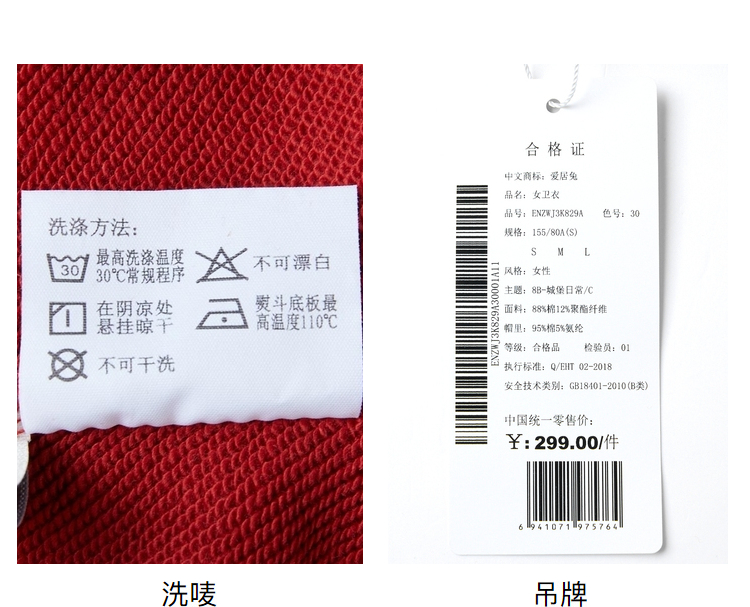 洗涤方法:
30
最高洗涤温度
30℃常规程序
不可漂白
在阴凉处
悬挂晾干
熨斗底板最
高温度110℃
不可干洗
洗唛
合格证
中文商标: 爱居兔
品名: 女卫衣
品号: ENZWJ3K829A 色号: 30
规格: 155/80A(S)
S M L
风格: 女性
主题: 8B-城堡日常/C
面料: 88%棉12%聚酯纤维
帽里: 95%棉5%氨纶
等级: 合格品 检验员: 01
执行标准: Q/EHT 02-2018
安全技术类别: GB18401-2010(B类)
中国统一零售价:
¥: 299.00/件
6 941071 975764
ENZWJ3K829A30001A11
吊牌